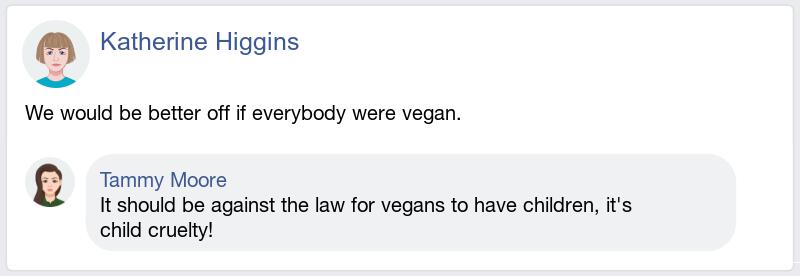 Katherine Higgins
We would be better off if everybody were vegan.
Tammy Moore
It should be against the law for vegans to have children, it's
child cruelty!